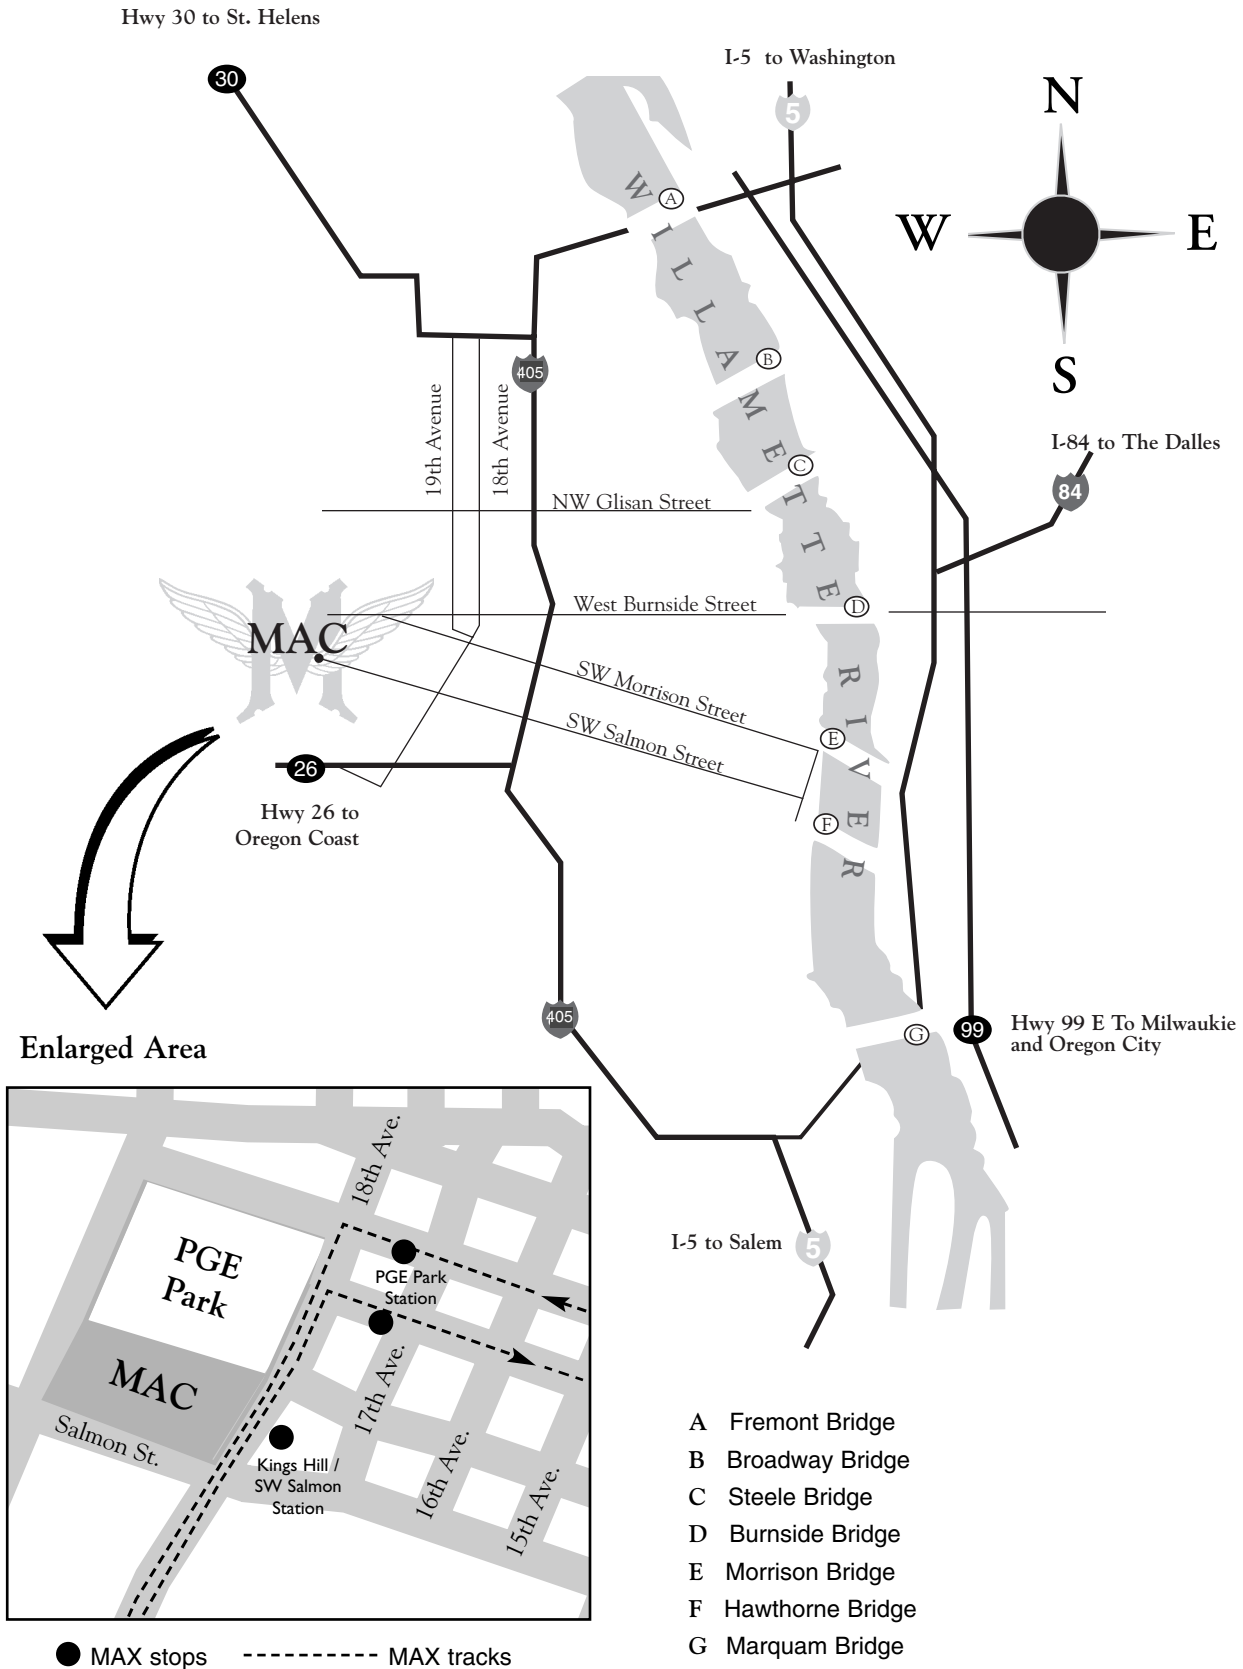 Hwy 30 to St. Helens
I-5 to Washington
30
5
N
W
E
S
A
WILLAMETTE RIVER
B
405
19th Avenue
18th Avenue
I-84 to The Dalles
84
C
NW Glisan Street
West Burnside Street
D
MAC
SW Morrison Street
SW Salmon Street
E
F
26
Hwy 26 to
Oregon Coast
405
G
99
Hwy 99 E To Milwaukie
and Oregon City
Enlarged Area
I-5 to Salem
5
18th Ave.
PGE
Park
PGE Park
Station
MAC
Salmon St.
17th Ave.
Kings Hill /
SW Salmon
Station
16th Ave.
15th Ave.
A Fremont Bridge
B Broadway Bridge
C Steele Bridge
D Burnside Bridge
E Morrison Bridge
F Hawthorne Bridge
G Marquam Bridge
MAX stops
MAX tracks